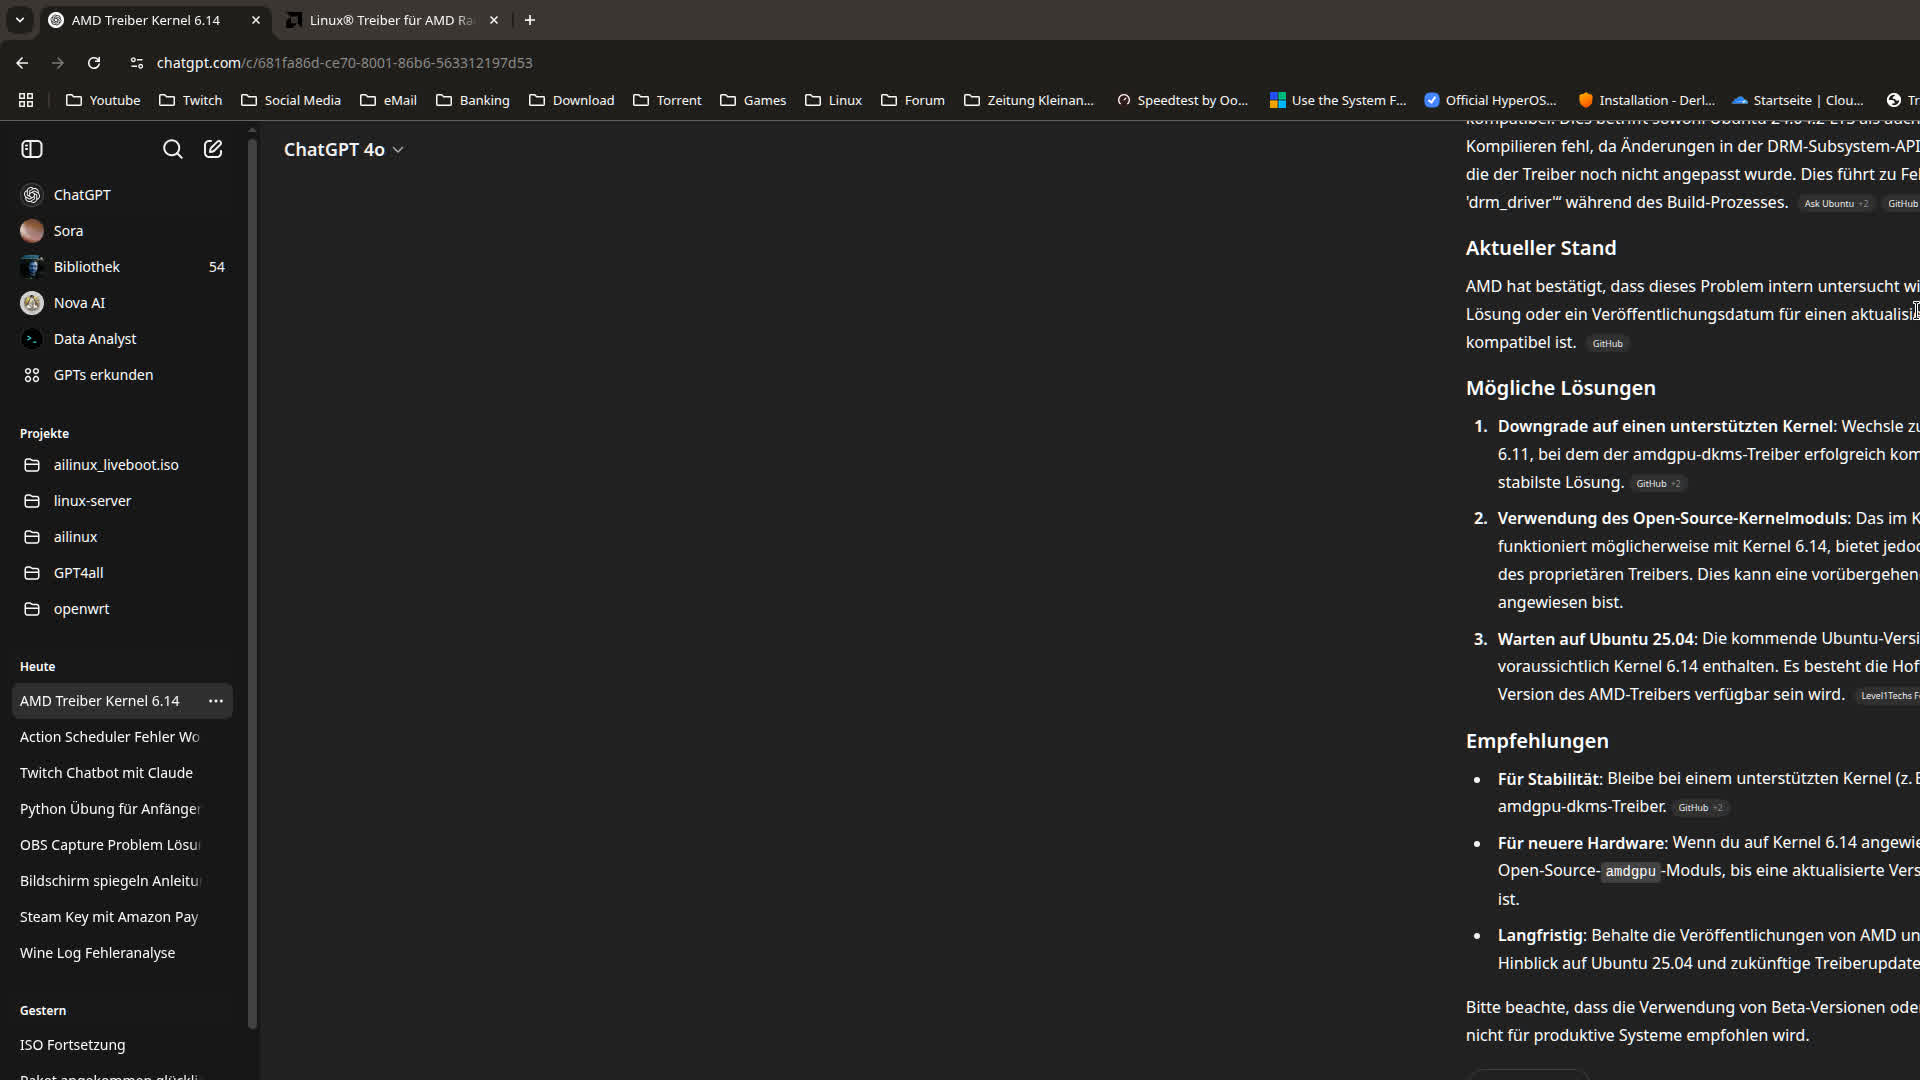 AMD Treiber Kernel 6.14
Linux® Treiber für AMD Ra
chatgpt.com/c/681fa86d-ce70-8001-86b6-563312197d53
Youtube Twitch Social Media eMail Banking Download Torrent Games Linux Forum Zeitung Kleinan... Speedtest by Oo... Use the System F... Official HyperOS... Installation - Derl... Startseite | Clou... Tr
ChatGPT
Sora
Bibliothek 54
Nova AI
Data Analyst
GPTs erkunden
Projekte
ailinux_liveboot.iso
linux-server
ailinux
GPT4all
openwrt
Heute
AMD Treiber Kernel 6.14
Action Scheduler Fehler Wo
Twitch Chatbot mit Claude
Python Übung für Anfänger
OBS Capture Problem Lösu
Bildschirm spiegeln Anleitu
Steam Key mit Amazon Pay
Wine Log Fehleranalyse
Gestern
ISO Fortsetzung
ChatGPT 4o
Kompilieren fehl, da Änderungen in der DRM-Subsystem-API
die der Treiber noch nicht angepasst wurde. Dies führt zu Fe
'drm_driver'“ während des Build-Prozesses. Ask Ubuntu +2 GitHub
Aktueller Stand
AMD hat bestätigt, dass dieses Problem intern untersucht wi
Lösung oder ein Veröffentlichungsdatum für einen aktualisi
kompatibel ist. GitHub
Mögliche Lösungen
1. Downgrade auf einen unterstützten Kernel: Wechsle zu
6.11, bei dem der amdgpu-dkms-Treiber erfolgreich kom
stabilste Lösung. GitHub +2
2. Verwendung des Open-Source-Kernelmoduls: Das im K
funktioniert möglicherweise mit Kernel 6.14, bietet jedoc
des proprietären Treibers. Dies kann eine vorübergehen
angewiesen bist.
3. Warten auf Ubuntu 25.04: Die kommende Ubuntu-Versi
voraussichtlich Kernel 6.14 enthalten. Es besteht die Hof
Version des AMD-Treibers verfügbar sein wird. Level1Techs F
Empfehlungen
• Für Stabilität: Bleibe bei einem unterstützten Kernel (z. B
amdgpu-dkms-Treiber. GitHub +2
• Für neuere Hardware: Wenn du auf Kernel 6.14 angewie
Open-Source-amdgpu-Moduls, bis eine aktualisierte Vers
ist.
• Langfristig: Behalte die Veröffentlichungen von AMD un
Hinblick auf Ubuntu 25.04 und zukünftige Treiberupdate
Bitte beachte, dass die Verwendung von Beta-Versionen ode
nicht für produktive Systeme empfohlen wird.